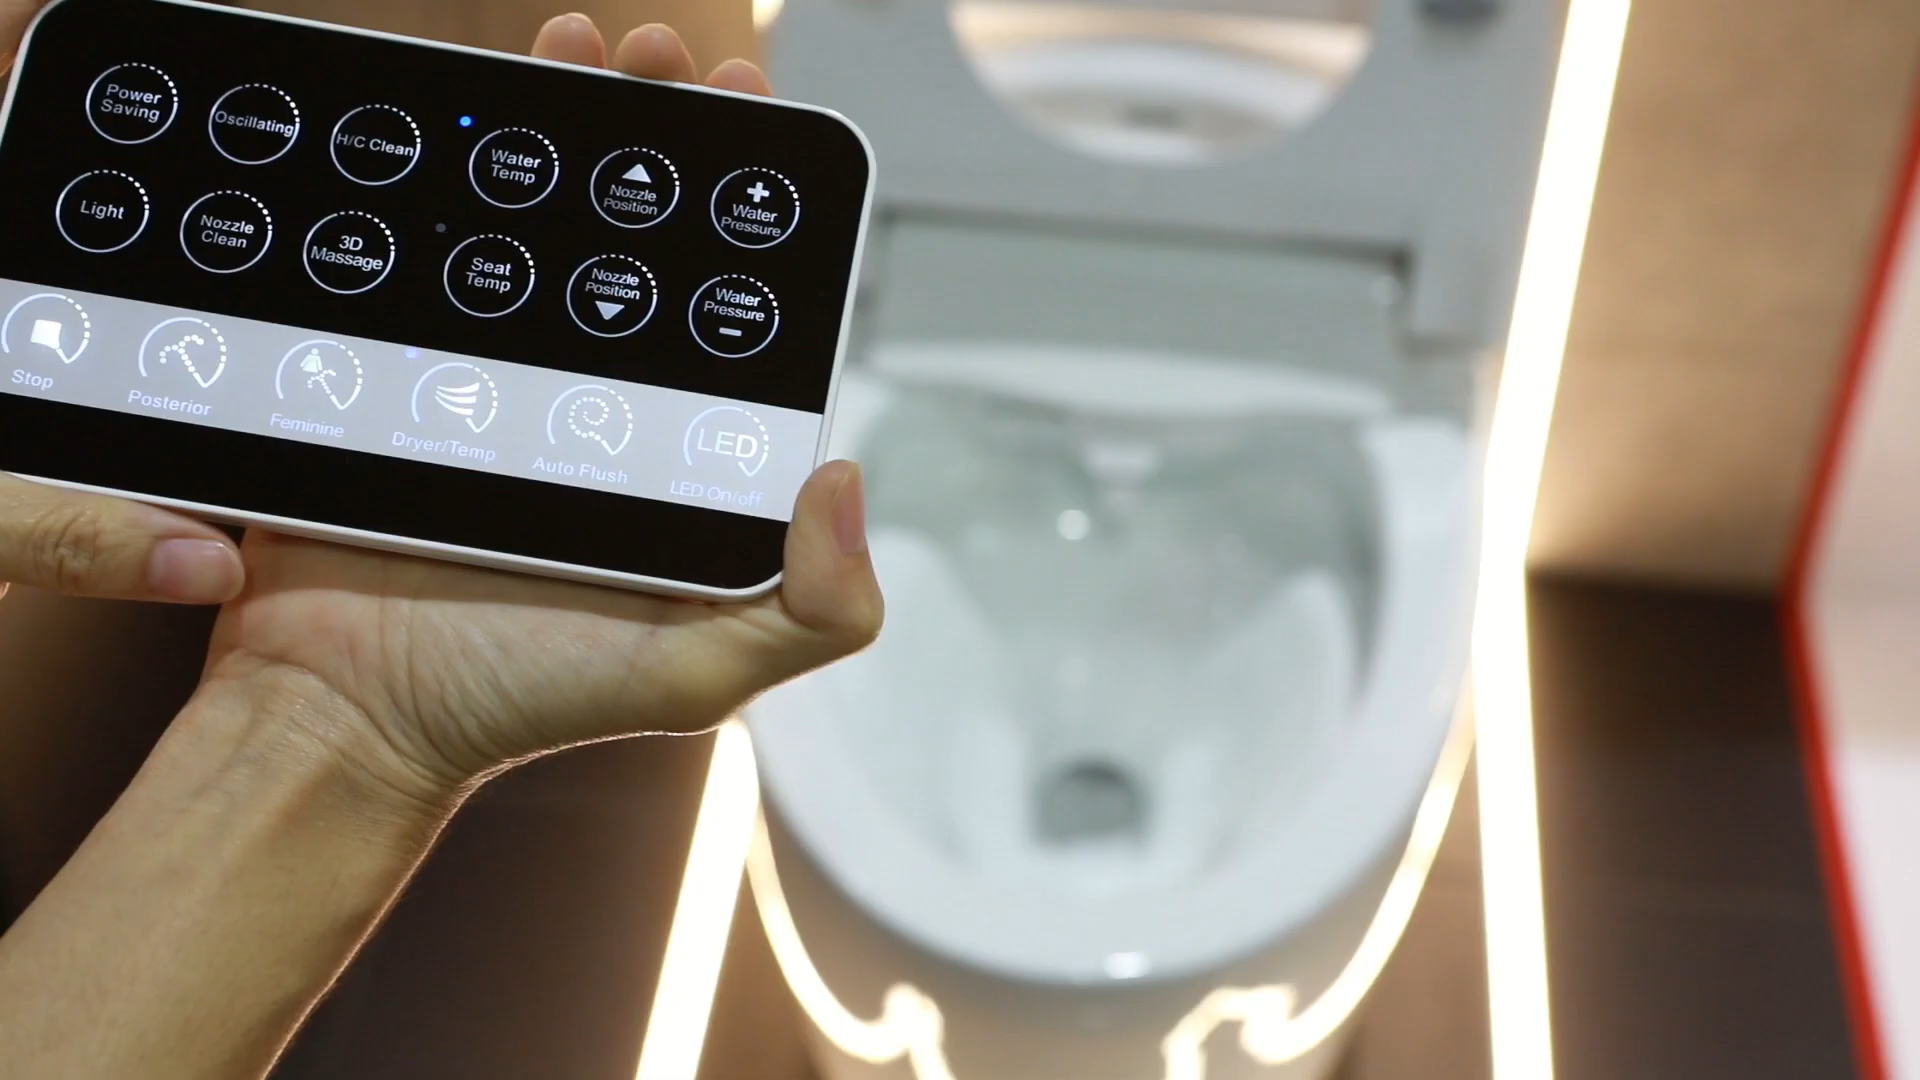 Power
Saving
Oscillating
H/C Clean
Water
Temp
Nozzle
Position
Water
Pressure
Light
Nozzle
Clean
3D
Massage
Seat
Temp
Nozzle
Position
Water
Pressure
Stop
Posterior
Feminine
Dryer/Temp
Auto Flush
LED
LED On/off